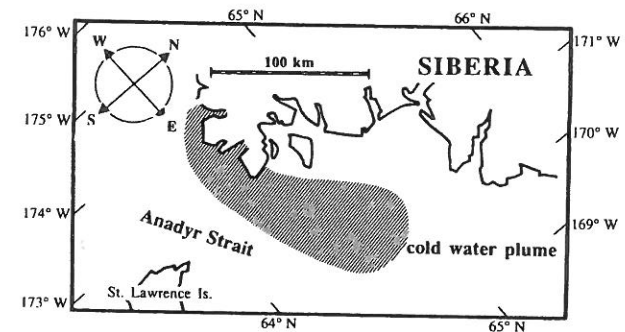 65° N
66° N
176° W
171° W
W
N
100 km
SIBERIA
175° W
S
E
170° W
174° W
Anadyr Strait
169° W
cold water plume
St. Lawrence Is.
173° W
64° N
65° N